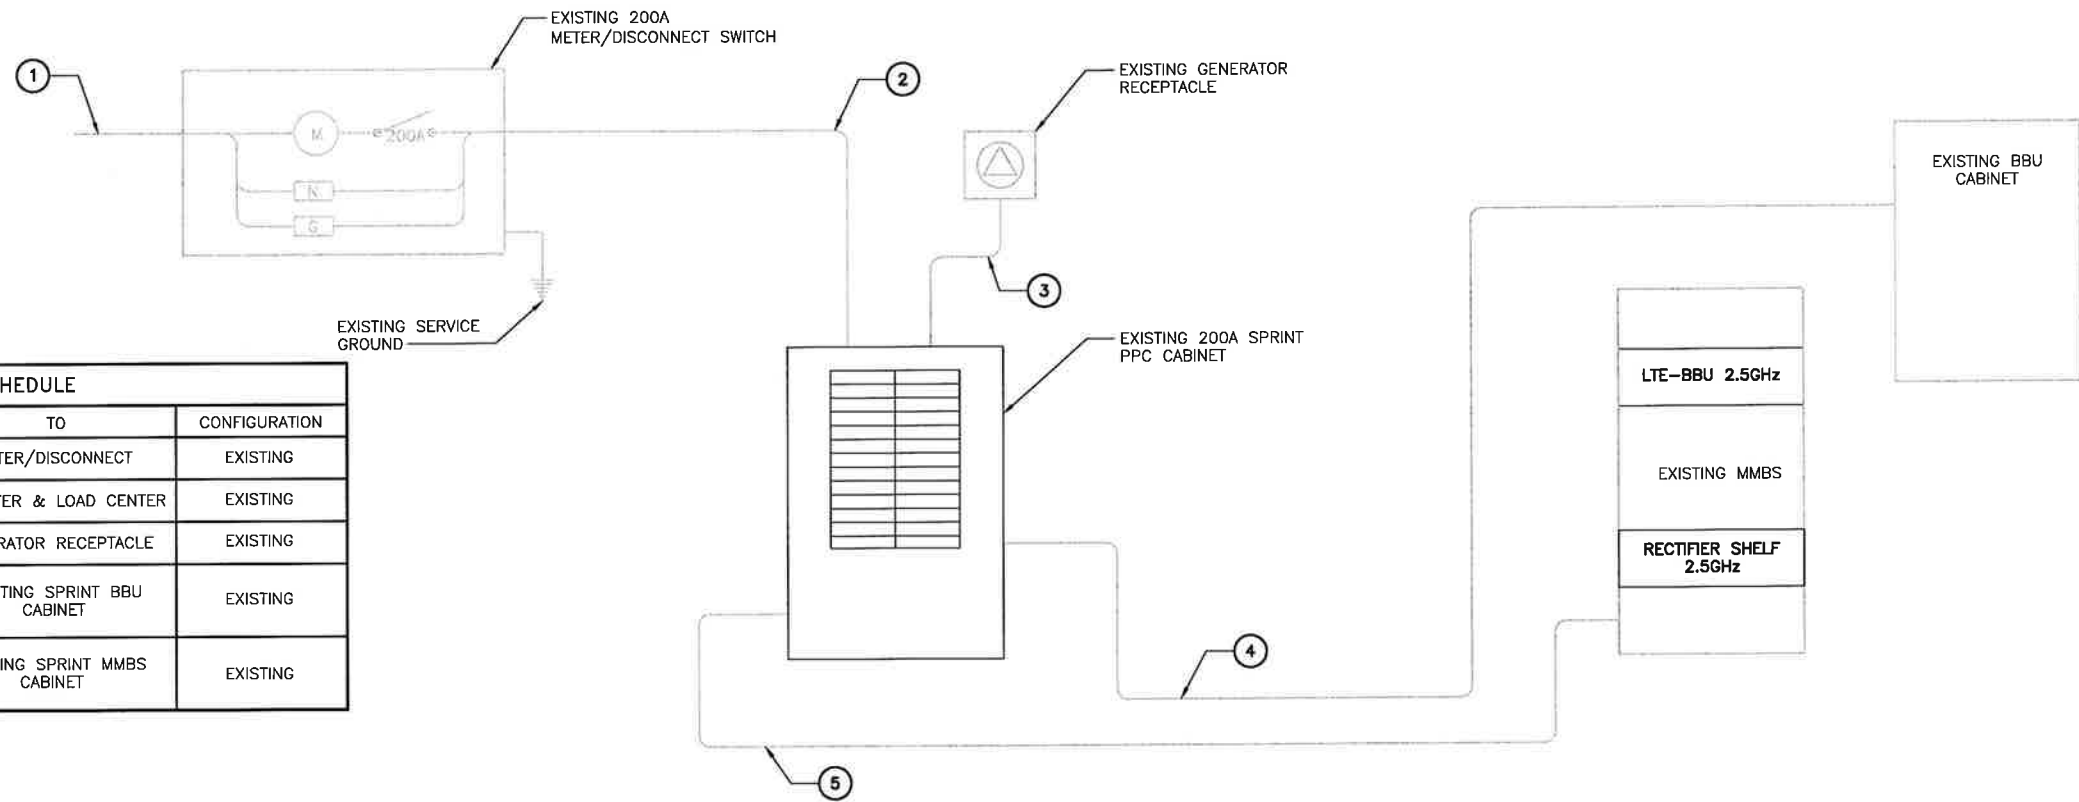 EXISTING 200A
METER/DISCONNECT SWITCH
1
2
EXISTING GENERATOR
RECEPTACLE
M
200A
N
G
EXISTING BBU
CABINET
3
EXISTING SERVICE
GROUND
EXISTING 200A SPRINT
PPC CABINET
LTE-BBU 2.5GHz
EXISTING MMBS
RECTIFIER SHELF
2.5GHz
4
5
HEDULE
TO
CONFIGURATION
TER/DISCONNECT
EXISTING
TER & LOAD CENTER
EXISTING
RATOR RECEPTACLE
EXISTING
TING SPRINT BBU
CABINET
EXISTING
ING SPRINT MMBS
CABINET
EXISTING